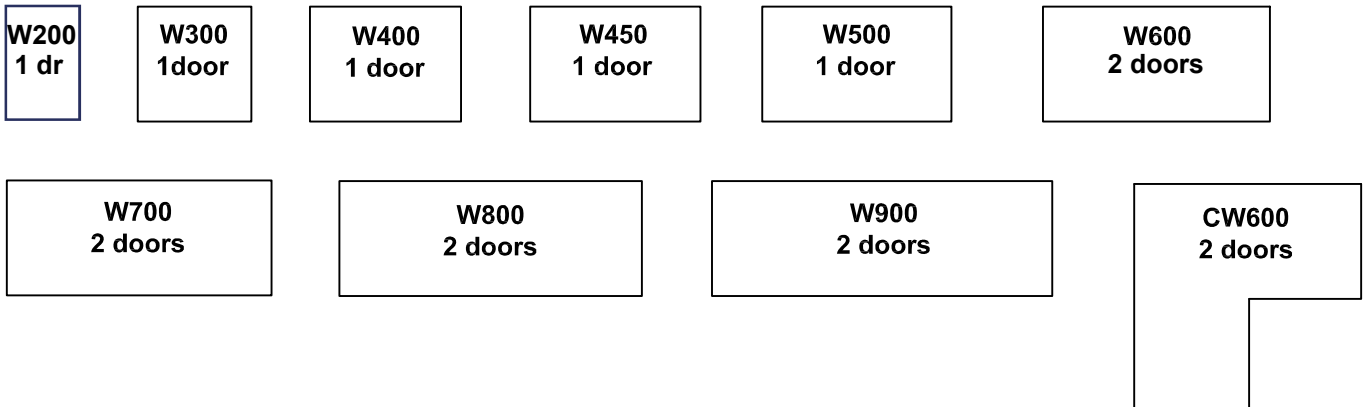 W200
1 dr
W300
1door
W400
1 door
W450
1 door
W500
1 door
W600
2 doors
W700
2 doors
W800
2 doors
W900
2 doors
CW600
2 doors